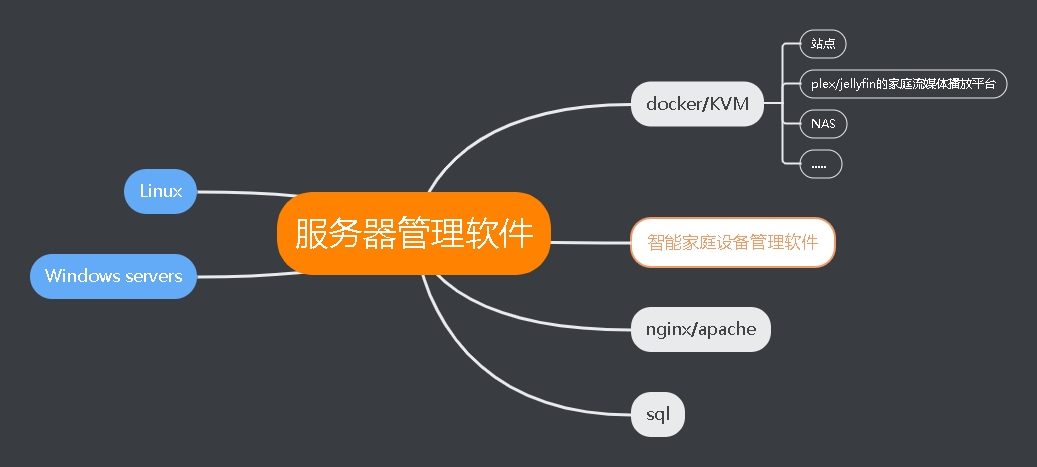 站点
plex/jellyfin的家庭流媒体播放平台
docker/KVM
NAS
.....
Linux
服务器管理软件
智能家庭设备管理软件
Windows servers
nginx/apache
sql